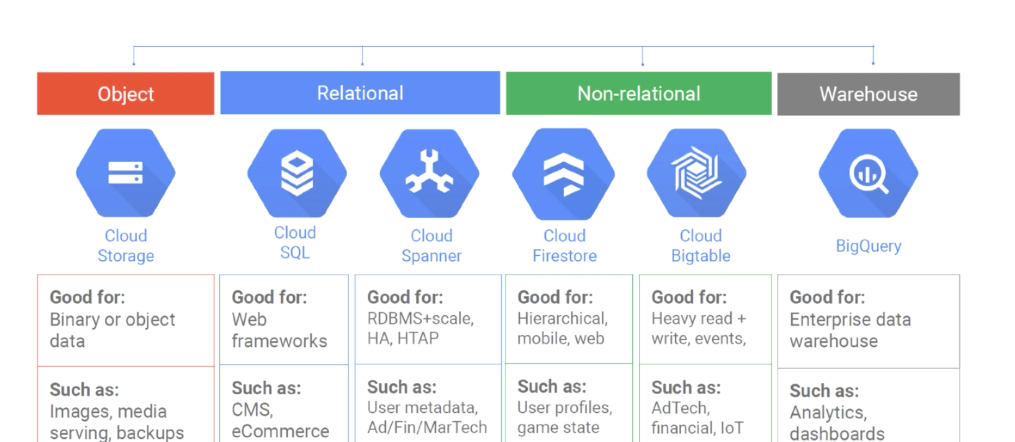 Object
Relational
Non-relational
Warehouse
Cloud
Storage
Cloud
SQL
Cloud
Spanner
Cloud
Firestore
Cloud
Bigtable
BigQuery
Good for:
Binary or object
data
Good for:
Web
frameworks
Good for:
RDBMS+scale,
HA, HTAP
Good for:
Hierarchical,
mobile, web
Good for:
Heavy read +
write, events,
Good for:
Enterprise data
warehouse
Such as:
Images, media
serving, backups
Such as:
CMS,
eCommerce
Such as:
User metadata,
Ad/Fin/MarTech
Such as:
User profiles,
game state
Such as:
AdTech,
financial, IoT
Such as:
Analytics,
dashboards